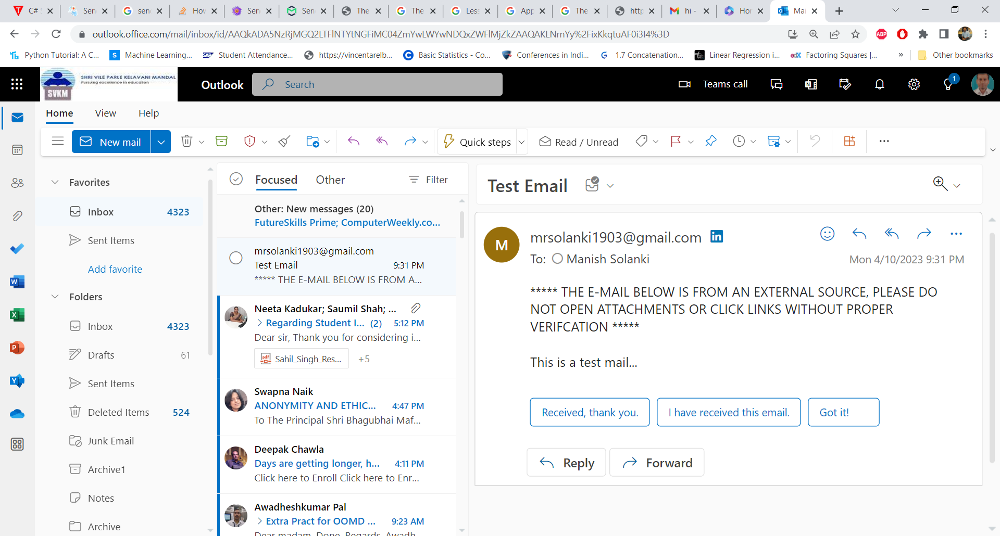 C# S
Sen
sen
How
Sen
Sen
The
The
Less
App
The
http
hi -
Hor
Mai
outlook.office.com/mail/inbox/id/AAQkADA5NzRjMGQ2LTFlNTYtNGFiMC04ZmYwLWYwNDQxZWFlMjZkZAAQAKLNrnYy%2FixKkqtuAF0i3I4%3D
ABP
Python Tutorial: A C...
Machine Learning...
Student Attendance...
https://vincentarelb...
Basic Statistics - Co...
Conferences in Indi...
1.7 Concatenation...
Linear Regression i...
Factoring Squares |...
»
Other bookmarks
SVKM
SHRI VILE PARLE KELAVANI MANDAL
Pursuing excellence in education
Outlook
Search
Teams call
1
Home
View
Help
New mail
Quick steps
Read / Unread
Favorites
Inbox 4323
Sent Items
Add favorite
Folders
Inbox 4323
Drafts 61
Sent Items
Deleted Items 524
Junk Email
Archive1
Notes
Archive
Focused
Other
Filter
Other: New messages (20)
FutureSkills Prime; ComputerWeekly.co...
mrsolanki1903@gmail.com
Test Email 9:31 PM
***** THE E-MAIL BELOW IS FROM A...
Neeta Kadukar; Saumil Shah; ...
Regarding Student I... (2) 5:12 PM
Dear sir, Thank you for considering i...
pdf Sahil_Singh_Res... +5
Swapna Naik
ANONYMITY AND ETHIC... 4:47 PM
To The Principal Shri Bhagubhai Maf...
Deepak Chawla
Days are getting longer, h... 4:11 PM
Click here to Enroll Click here to Enr...
Awadheshkumar Pal
Extra Pract for OOMD ... 9:23 AM
Dear madam, Done. Regards, Awadh
Test Email
M
mrsolanki1903@gmail.com in
To: Manish Solanki
Mon 4/10/2023 9:31 PM
***** THE E-MAIL BELOW IS FROM AN EXTERNAL SOURCE, PLEASE DO
NOT OPEN ATTACHMENTS OR CLICK LINKS WITHOUT PROPER
VERIFCATION *****
This is a test mail...
Received, thank you.
I have received this email.
Got it!
Reply
Forward